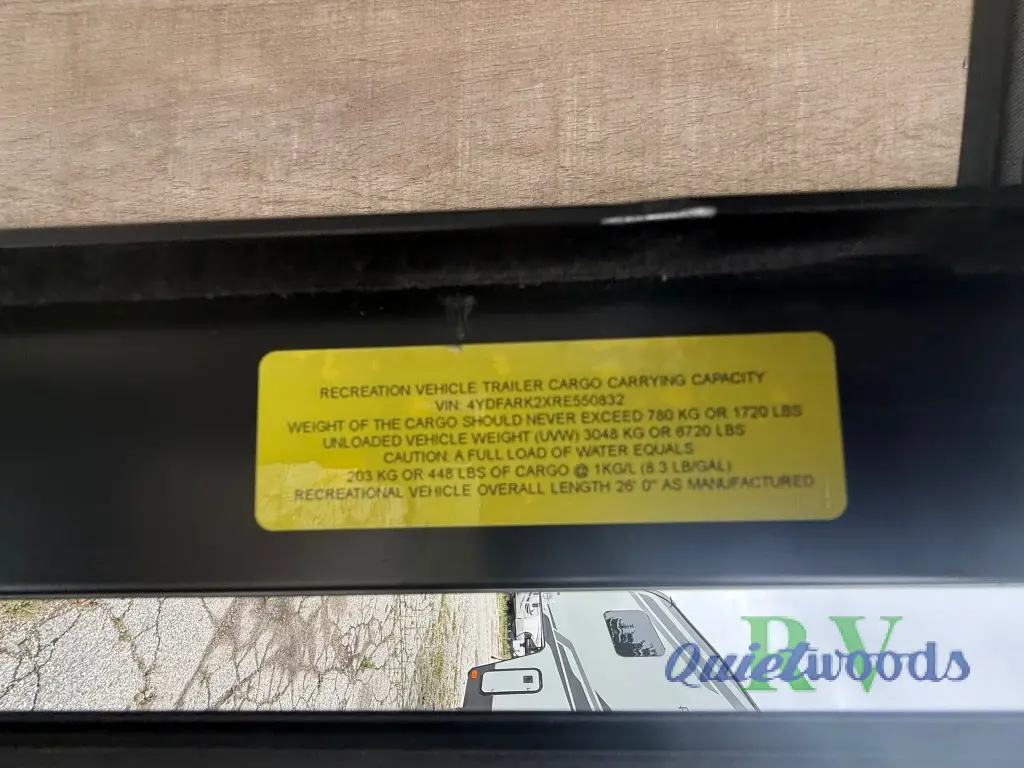 RECREATION VEHICLE TRAILER CARGO CARRYING CAPACITY
VIN: 4YDFARK2XRE550832
WEIGHT OF THE CARGO SHOULD NEVER EXCEED 780 KG OR 1720 LBS
UNLOADED VEHICLE WEIGHT (UVW) 3048 KG OR 6720 LBS
CAUTION: A FULL LOAD OF WATER EQUALS
203 KG OR 448 LBS OF CARGO @ 1KG/L (8.3 LB/GAL)
RECREATIONAL VEHICLE OVERALL LENGTH 26' 0" AS MANUFACTURED
Quietwoods
RV